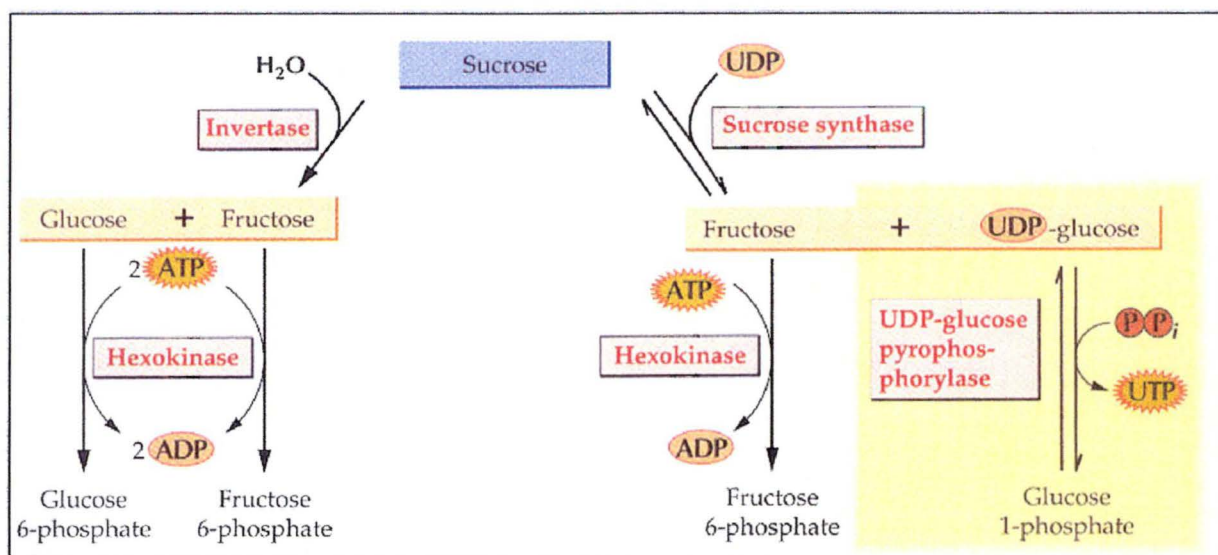 H₂O
Sucrose
UDP
Invertase
Sucrose synthase
Glucose + Fructose
Fructose + UDP-glucose
2 ATP
ATP
Hexokinase
Hexokinase
UDP-glucose
pyrophos-
phorylase
P P i
UTP
2 ADP
ADP
Glucose
6-phosphate
Fructose
6-phosphate
Fructose
6-phosphate
Glucose
1-phosphate